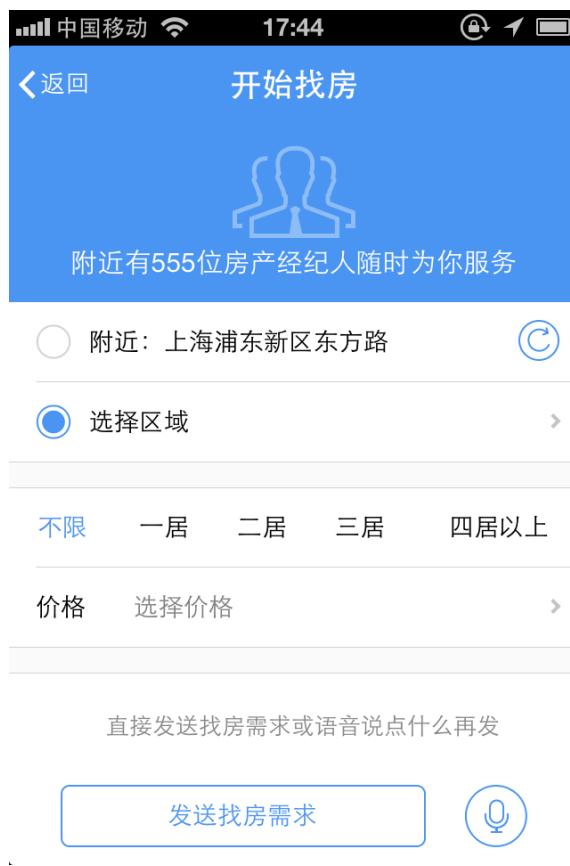 中国移动 17:44
返回 开始找房
附近有555位房产经纪人随时为你服务
附近：上海浦东新区东方路
选择区域
不限 一居 二居 三居 四居以上
价格 选择价格
直接发送找房需求或语音说点什么再发
发送找房需求